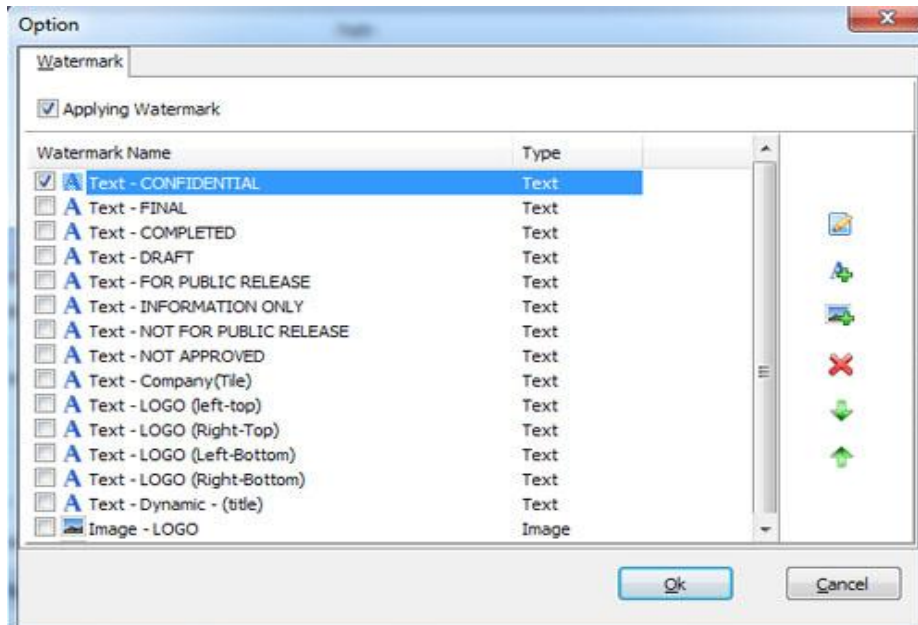 Option
Watermark
Applying Watermark
Watermark Name Type
Text - CONFIDENTIAL Text
Text - FINAL Text
Text - COMPLETED Text
Text - DRAFT Text
Text - FOR PUBLIC RELEASE Text
Text - INFORMATION ONLY Text
Text - NOT FOR PUBLIC RELEASE Text
Text - NOT APPROVED Text
Text - Company(Tile) Text
Text - LOGO (left-top) Text
Text - LOGO (Right-Top) Text
Text - LOGO (Left-Bottom) Text
Text - LOGO (Right-Bottom) Text
Text - Dynamic - (title) Text
Image - LOGO Image
Ok Cancel